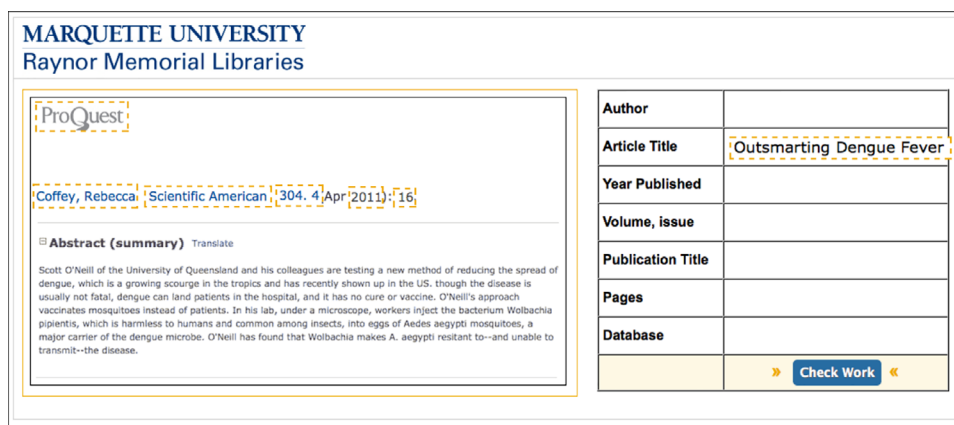 MARQUETTE UNIVERSITY
Raynor Memorial Libraries
ProQuest
Coffey, Rebecca Scientific American 304. 4 Apr 2011): 16
Abstract (summary) Translate
Scott O'Neill of the University of Queensland and his colleagues are testing a new method of reducing the spread of
dengue, which is a growing scourge in the tropics and has recently shown up in the US. though the disease is
usually not fatal, dengue can land patients in the hospital, and it has no cure or vaccine. O'Neill's approach
vaccinates mosquitoes instead of patients. In his lab, under a microscope, workers inject the bacterium Wolbachia
pipientis, which is harmless to humans and common among insects, into eggs of Aedes aegypti mosquitoes, a
major carrier of the dengue microbe. O'Neill has found that Wolbachia makes A. aegypti resitant to--and unable to
transmit--the disease.
Author
Article Title Outsmarting Dengue Fever
Year Published
Volume, issue
Publication Title
Pages
Database
» Check Work «